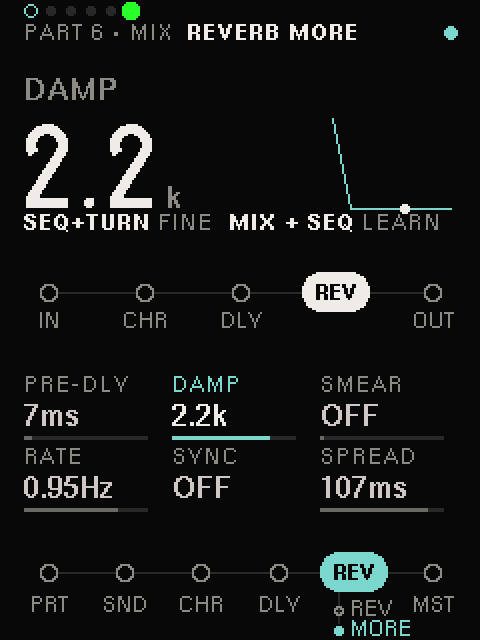 PART 6 · MIX REVERB MORE
DAMP
2.2 k
SEQ+TURN FINE MIX + SEQ LEARN
REV
IN CHR DLY OUT
PRE-DLY DAMP SMEAR
7ms 2.2k OFF
RATE SYNC SPREAD
0.95Hz OFF 107ms
REV
PRT SND CHR DLY MST
REV
MORE